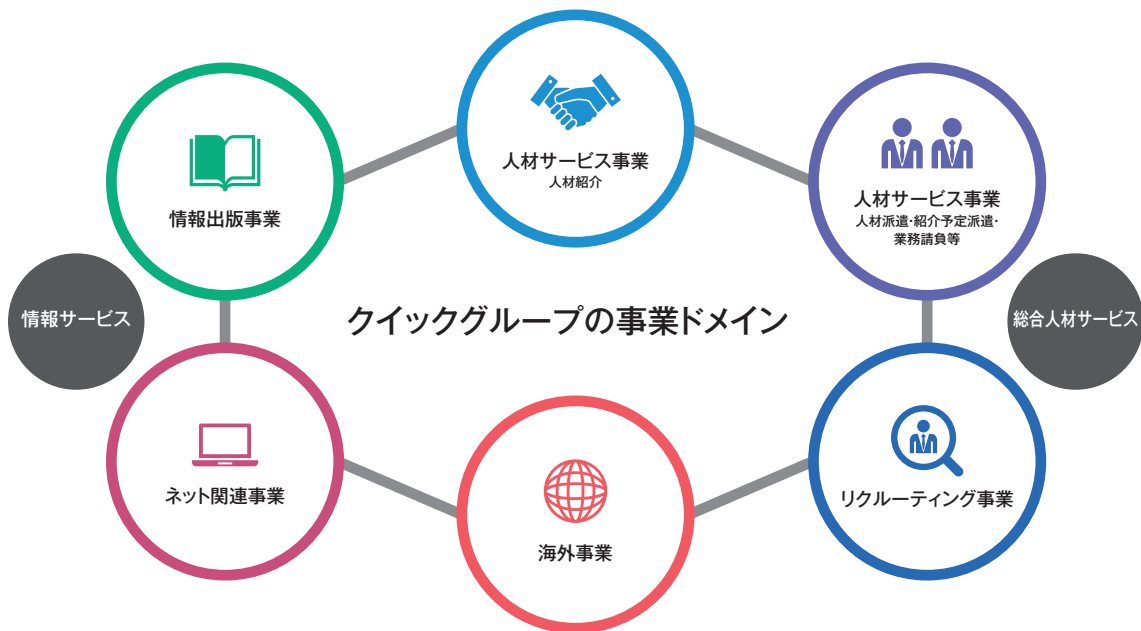 人材サービス事業
人材紹介
情報出版事業
人材サービス事業
人材派遣・紹介予定派遣・
業務請負等
情報サービス
クイックグループの事業ドメイン
総合人材サービス
ネット関連事業
リクルーティング事業
海外事業